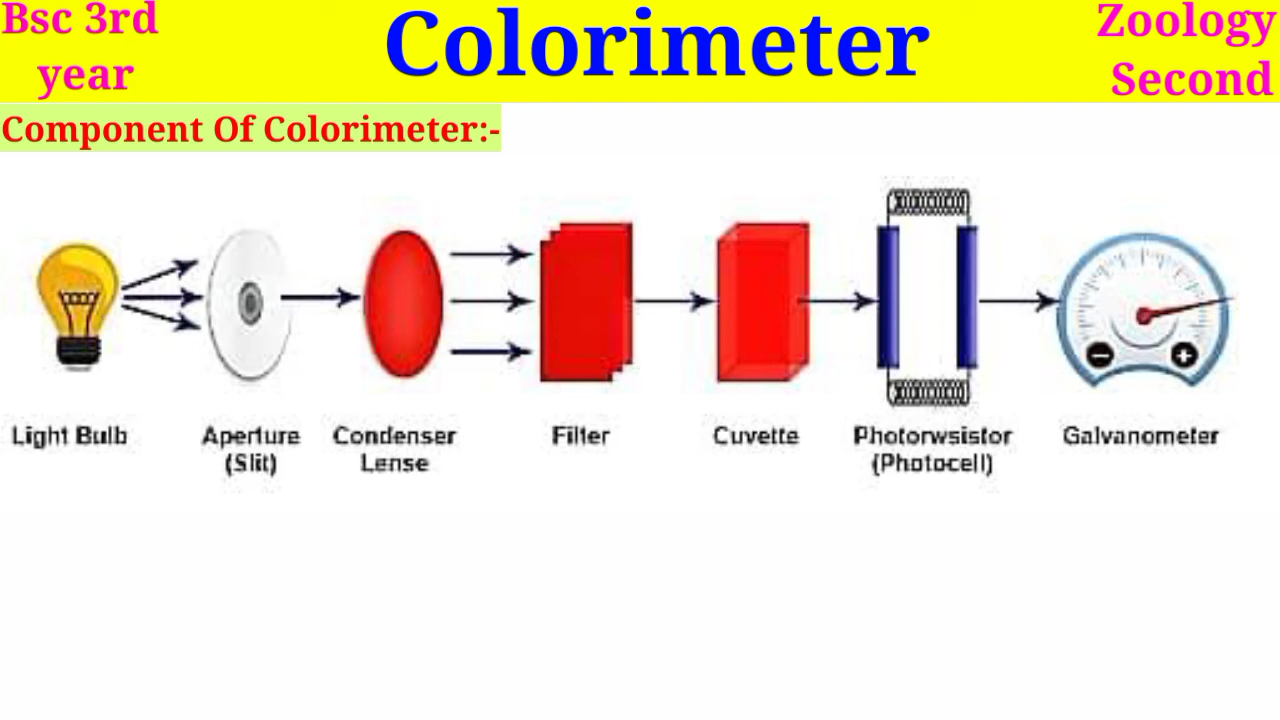 Bsc 3rd
year
Colorimeter
Zoology
Second
Component Of Colorimeter:-
Light Bulb
Aperture
(Slit)
Condenser
Lense
Filter
Cuvette
Photorwsistor
(Photocell)
Galvanometer